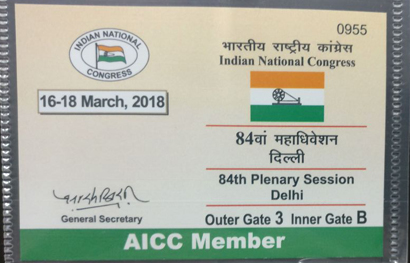 0955
INDIAN NATIONAL
CONGRESS
भारतीय राष्ट्रीय कांग्रेस
Indian National Congress
16-18 March, 2018
84वां महाधिवेशन
दिल्ली
84th Plenary Session
Delhi
General Secretary
Outer Gate 3 Inner Gate B
AICC Member